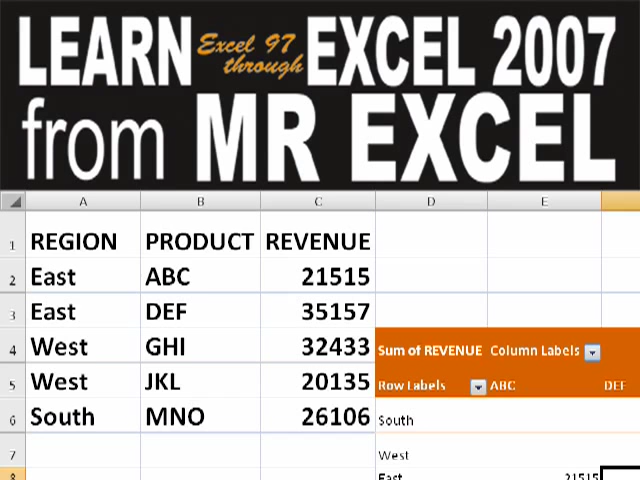 LEARN Excel 97 through EXCEL 2007
from MR EXCEL
A B C D E
1 REGION PRODUCT REVENUE
2 East ABC 21515
3 East DEF 35157
4 West GHI 32433 Sum of REVENUE Column Labels
5 West JKL 20135 Row Labels ABC DEF
6 South MNO 26106 South
7 West
8 East 21515